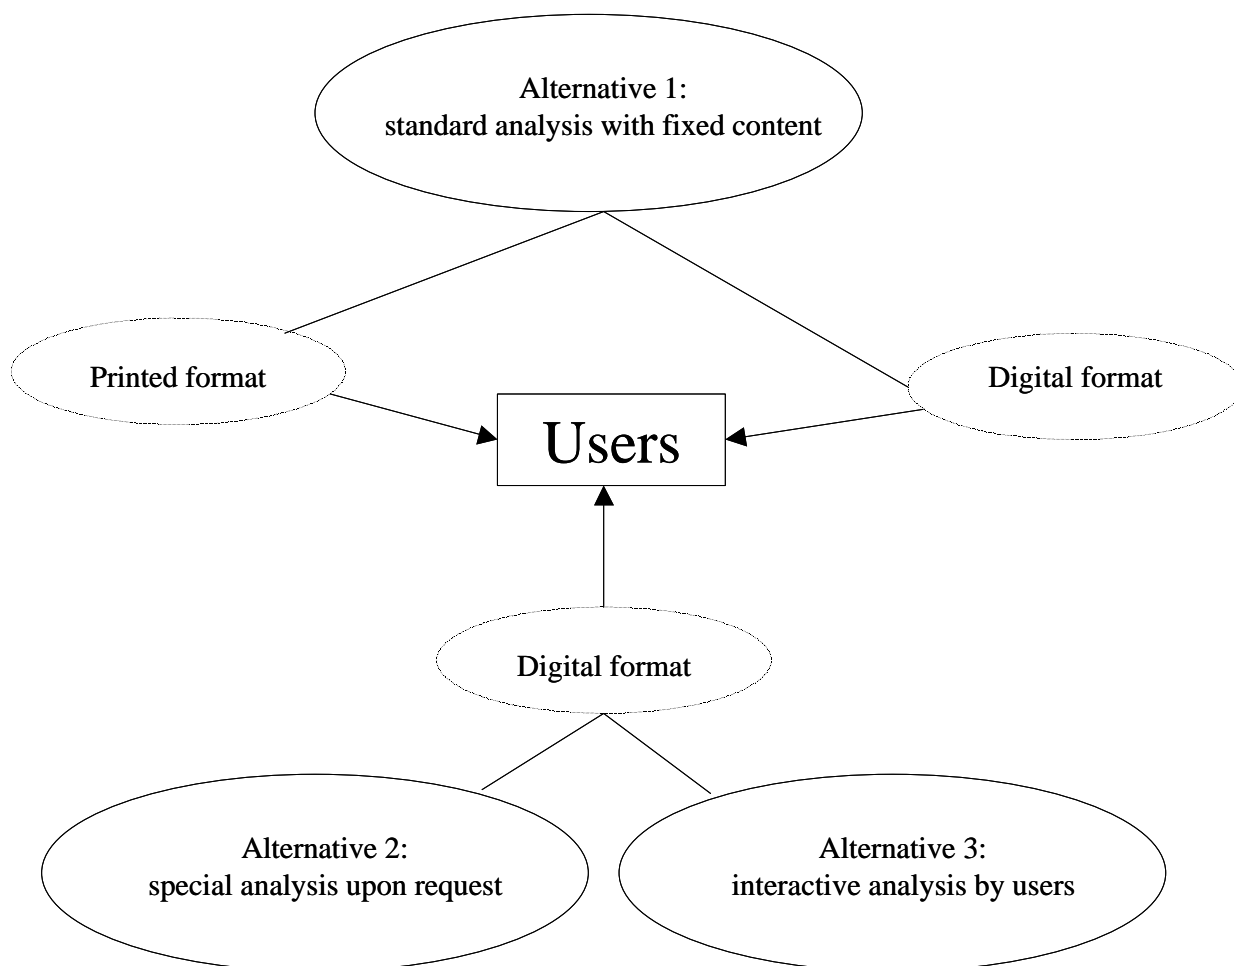 Alternative 1:
standard analysis with fixed content
Printed format
Digital format
Users
Digital format
Alternative 2:
special analysis upon request
Alternative 3:
interactive analysis by users